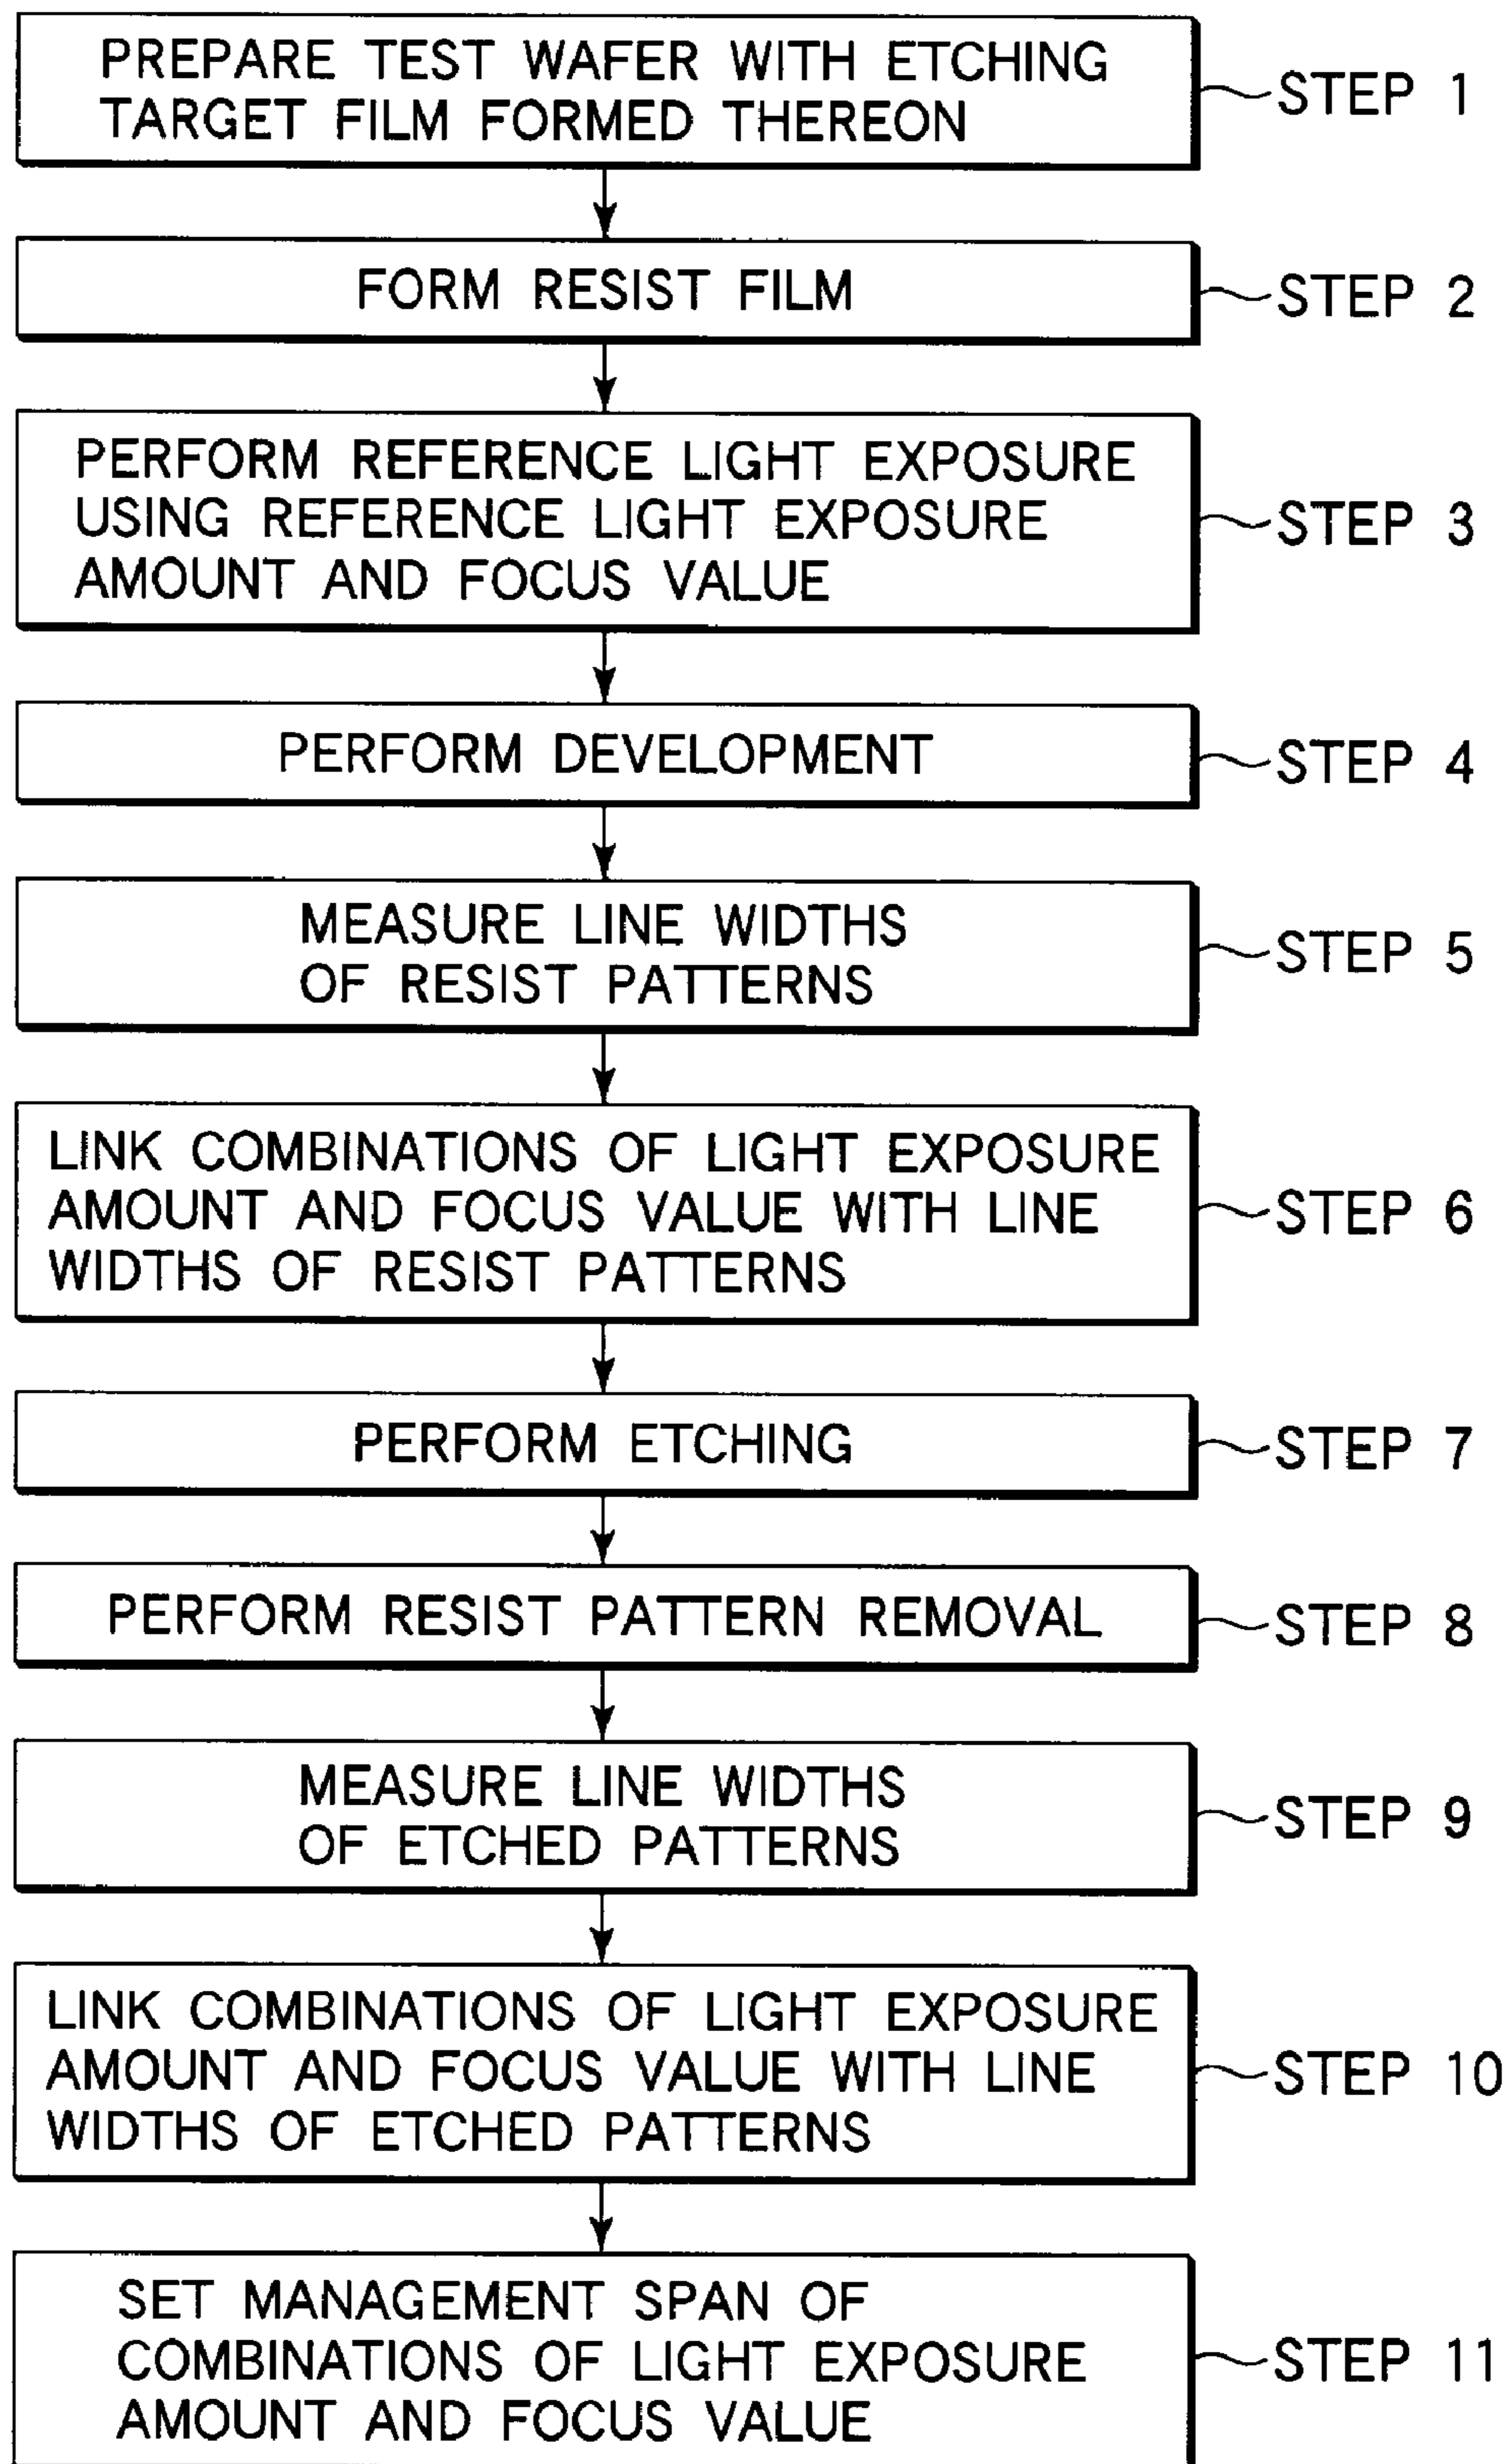 PREPARE TEST WAFER WITH ETCHING
TARGET FILM FORMED THEREON
STEP 1
FORM RESIST FILM
STEP 2
PERFORM REFERENCE LIGHT EXPOSURE
USING REFERENCE LIGHT EXPOSURE
AMOUNT AND FOCUS VALUE
STEP 3
PERFORM DEVELOPMENT
STEP 4
MEASURE LINE WIDTHS
OF RESIST PATTERNS
STEP 5
LINK COMBINATIONS OF LIGHT EXPOSURE
AMOUNT AND FOCUS VALUE WITH LINE
WIDTHS OF RESIST PATTERNS
STEP 6
PERFORM ETCHING
STEP 7
PERFORM RESIST PATTERN REMOVAL
STEP 8
MEASURE LINE WIDTHS
OF ETCHED PATTERNS
STEP 9
LINK COMBINATIONS OF LIGHT EXPOSURE
AMOUNT AND FOCUS VALUE WITH LINE
WIDTHS OF ETCHED PATTERNS
STEP 10
SET MANAGEMENT SPAN OF
COMBINATIONS OF LIGHT EXPOSURE
AMOUNT AND FOCUS VALUE
STEP 11